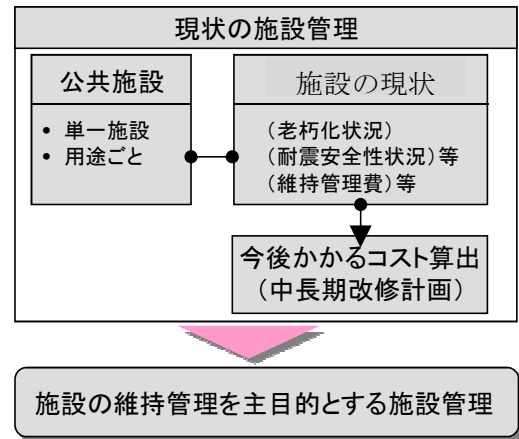 現状の施設管理
公共施設
• 単一施設
• 用途ごと
施設の現状
（老朽化状況）
（耐震安全性状況）等
（維持管理費）等
今後かかるコスト算出
（中長期改修計画）
施設の維持管理を主目的とする施設管理